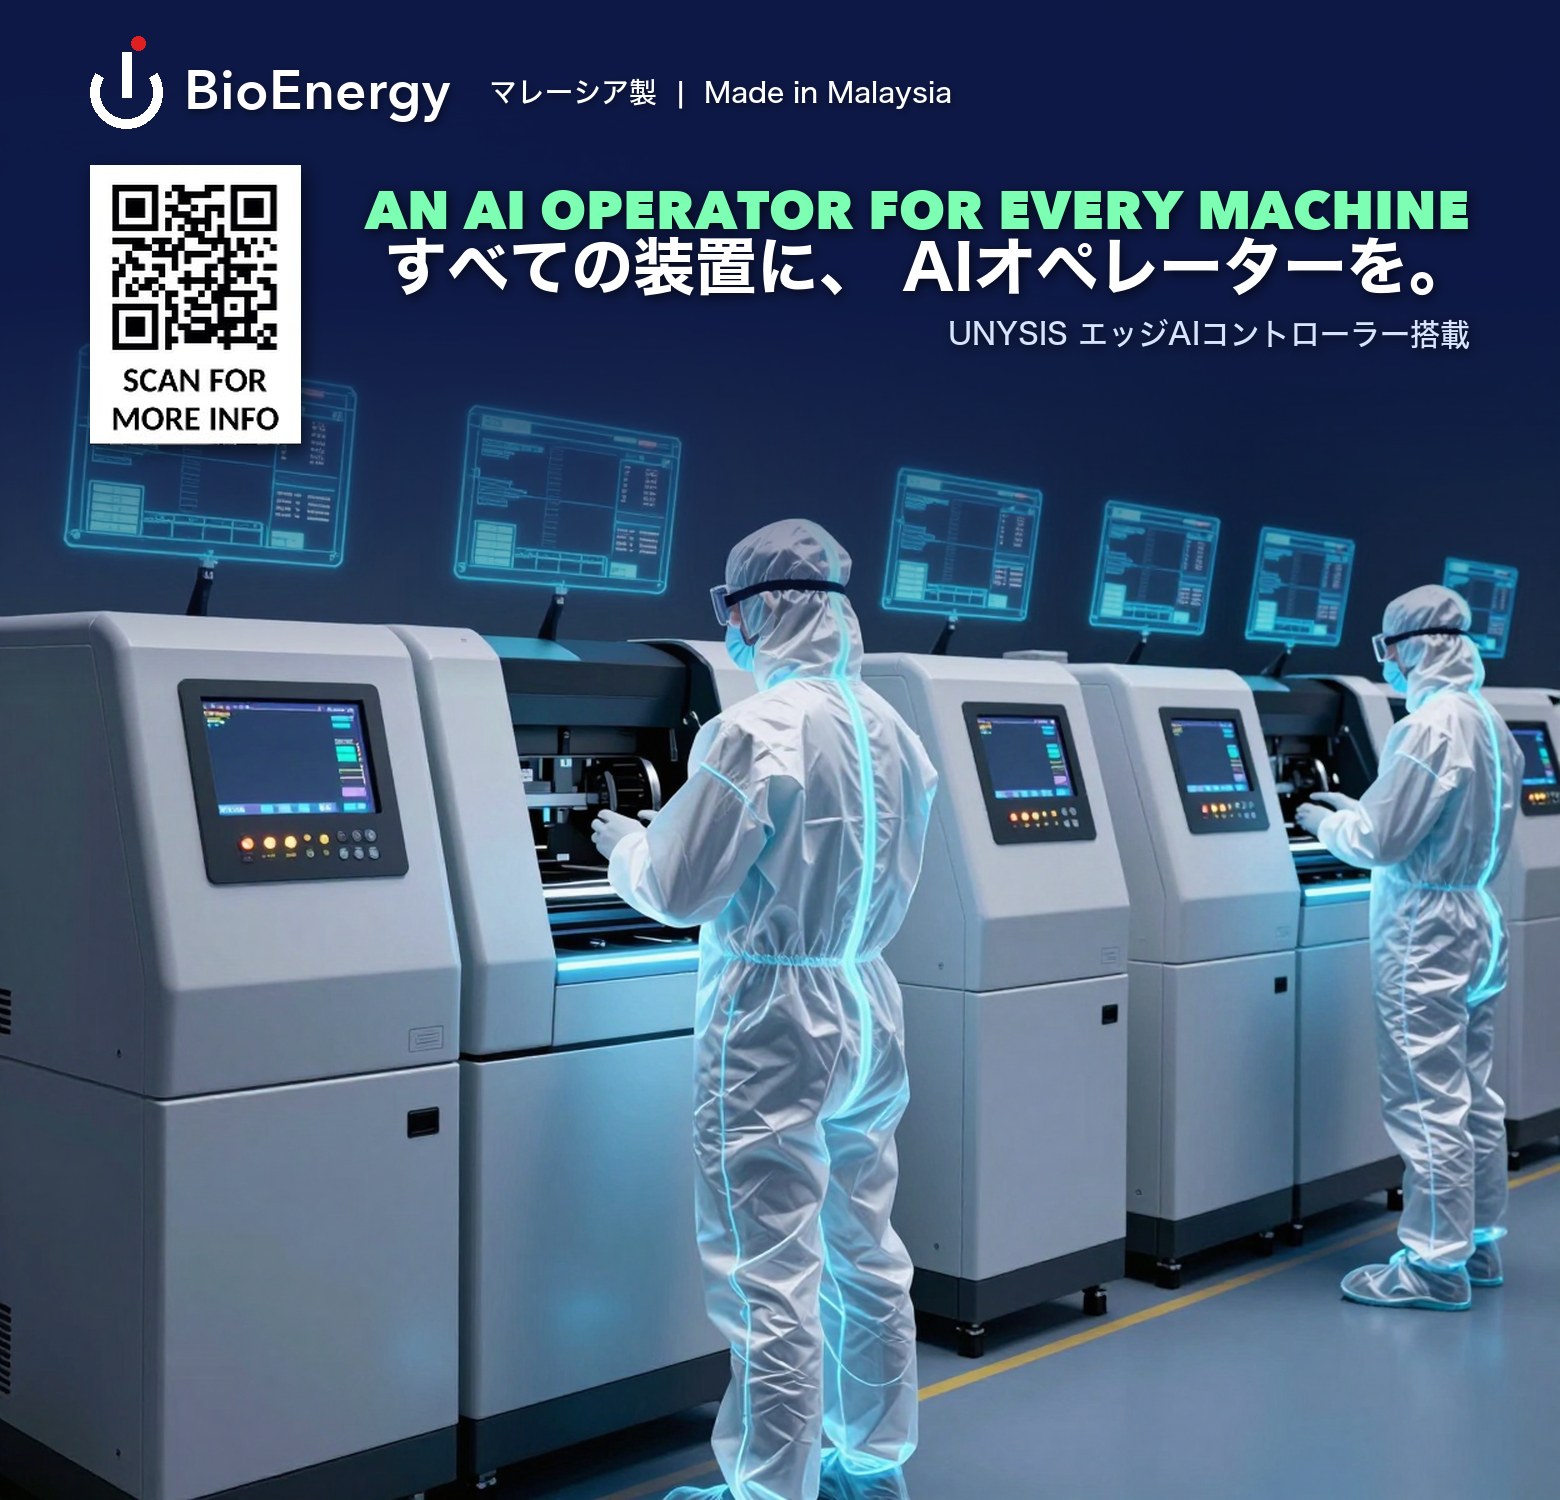 BioEnergy マレーシア製 | Made in Malaysia
AN AI OPERATOR FOR EVERY MACHINE
すべての装置に、 AIオペレーターを。
UNYSIS エッジAIコントローラー搭載
SCAN FOR
MORE INFO